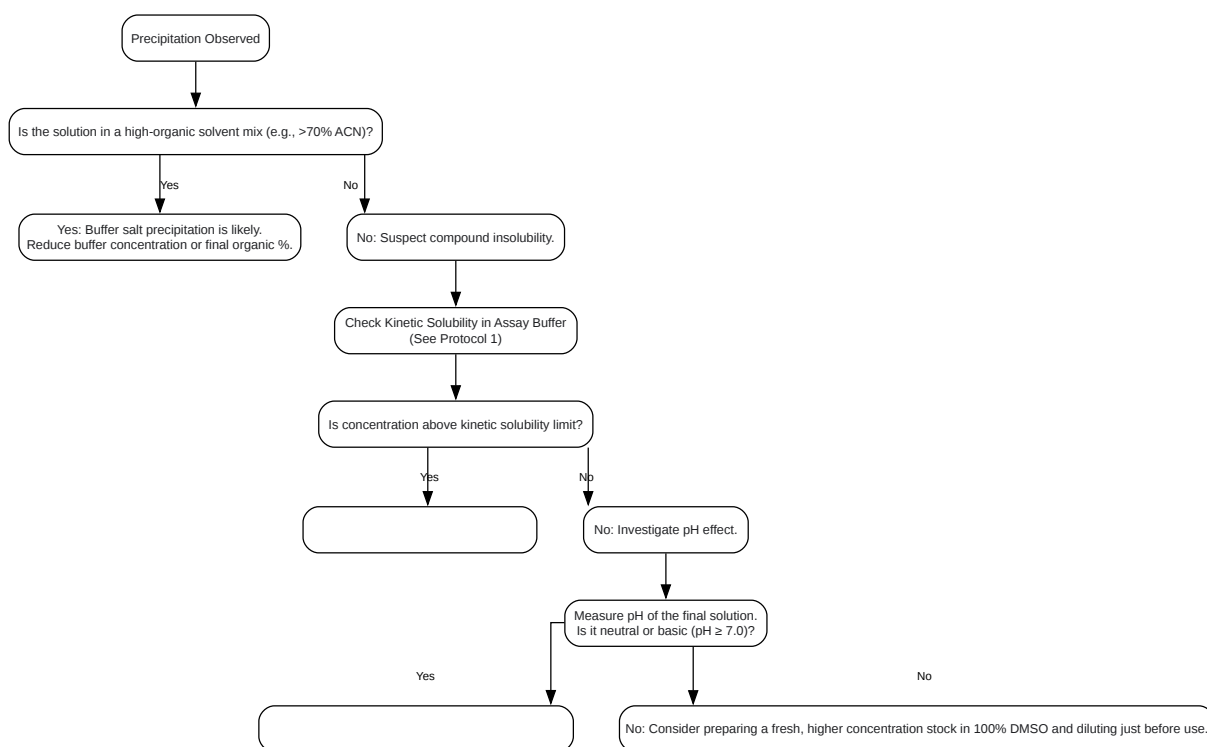 Precipitation Observed
Is the solution in a high-organic solvent mix (e.g., >70% ACN)?
Yes
No
Yes: Buffer salt precipitation is likely.
Reduce buffer concentration or final organic %.
No: Suspect compound insolubility.
Check Kinetic Solubility in Assay Buffer
(See Protocol 1)
Is concentration above kinetic solubility limit?
Yes
No
No: Investigate pH effect.
Measure pH of the final solution.
Is it neutral or basic (pH ≥ 7.0)?
Yes
No
No: Consider preparing a fresh, higher concentration stock in 100% DMSO and diluting just before use.